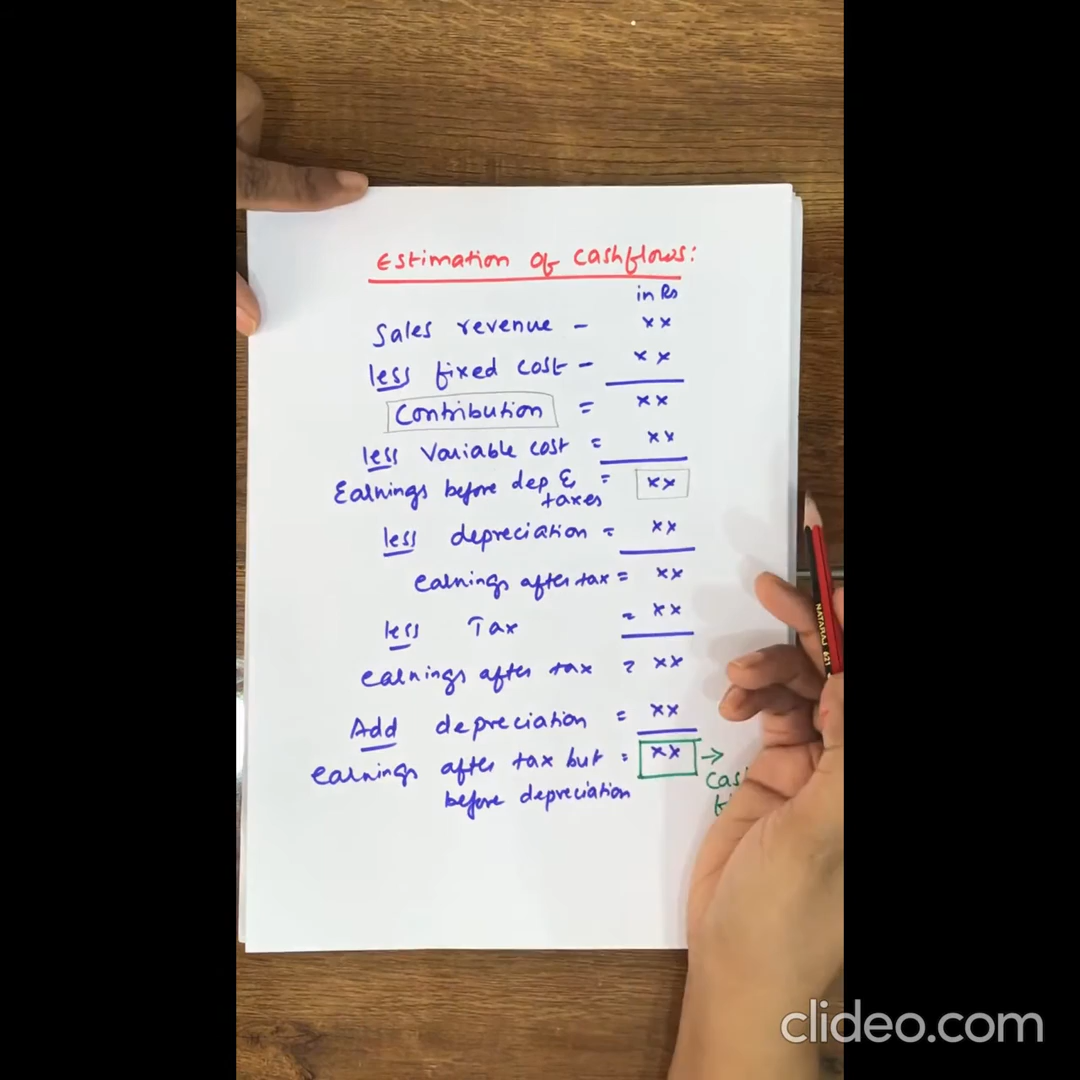 Estimation of Cashflows:
in Rs
Sales revenue - xx
less fixed cost - xx
Contribution = xx
less Variable cost = xx
Earnings before dep & taxes = xx
less depreciation = xx
earnings after tax = xx
less Tax = xx
earnings after tax = xx
Add depreciation = xx
earnings after tax but = xx →
before depreciation
NATARAJ 621
clideo.com